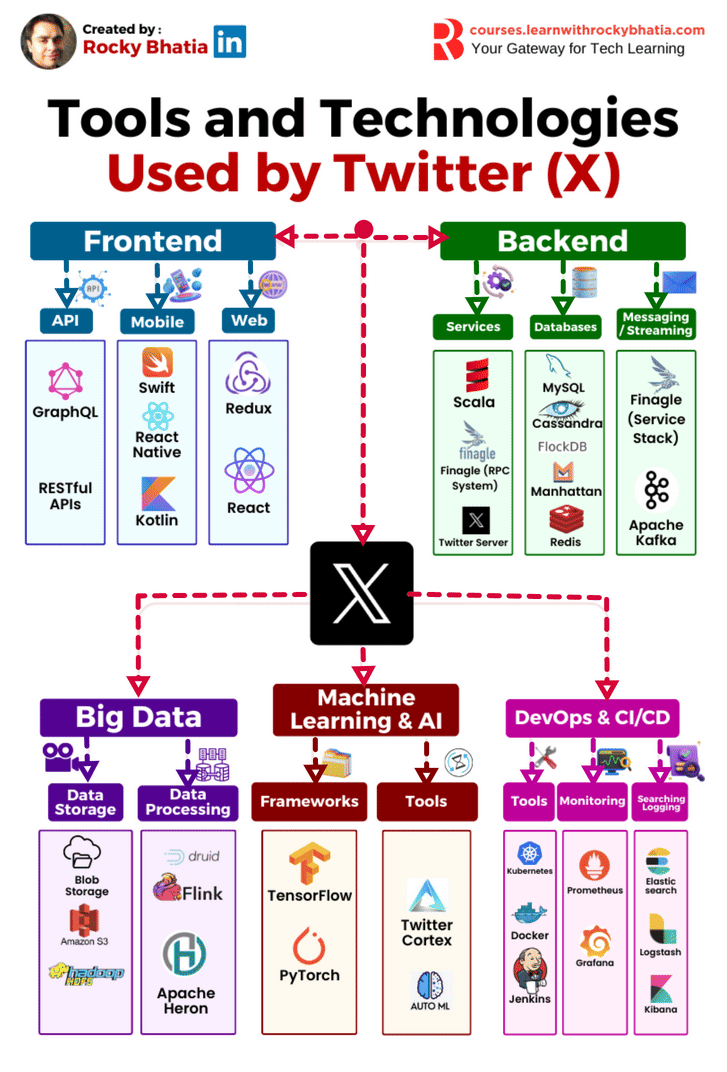 Created by :
Rocky Bhatia
in
courses.learnwithrockybhatia.com
Your Gateway for Tech Learning
Tools and Technologies
Used by Twitter (X)
Frontend
API
API
Mobile
Web
GraphQL
RESTful
APIs
Swift
React
Native
Kotlin
Redux
React
Backend
Services
Databases
Messaging
/ Streaming
Scala
finagle
Finagle (RPC
System)
Twitter Server
MySQL
Cassandra
FlockDB
Manhattan
Redis
Finagle
(Service
Stack)
Apache
Kafka
Big Data
Data
Storage
Data
Processing
Blob
Storage
Amazon S3
hadoop
HDFS
druid
Flink
Apache
Heron
Machine
Learning & AI
Frameworks
Tools
TensorFlow
PyTorch
Twitter
Cortex
AUTO ML
DevOps & CI/CD
Tools
Monitoring
Searching
Logging
Kubernetes
Docker
Jenkins
Prometheus
Grafana
Elastic
search
Logstash
Kibana